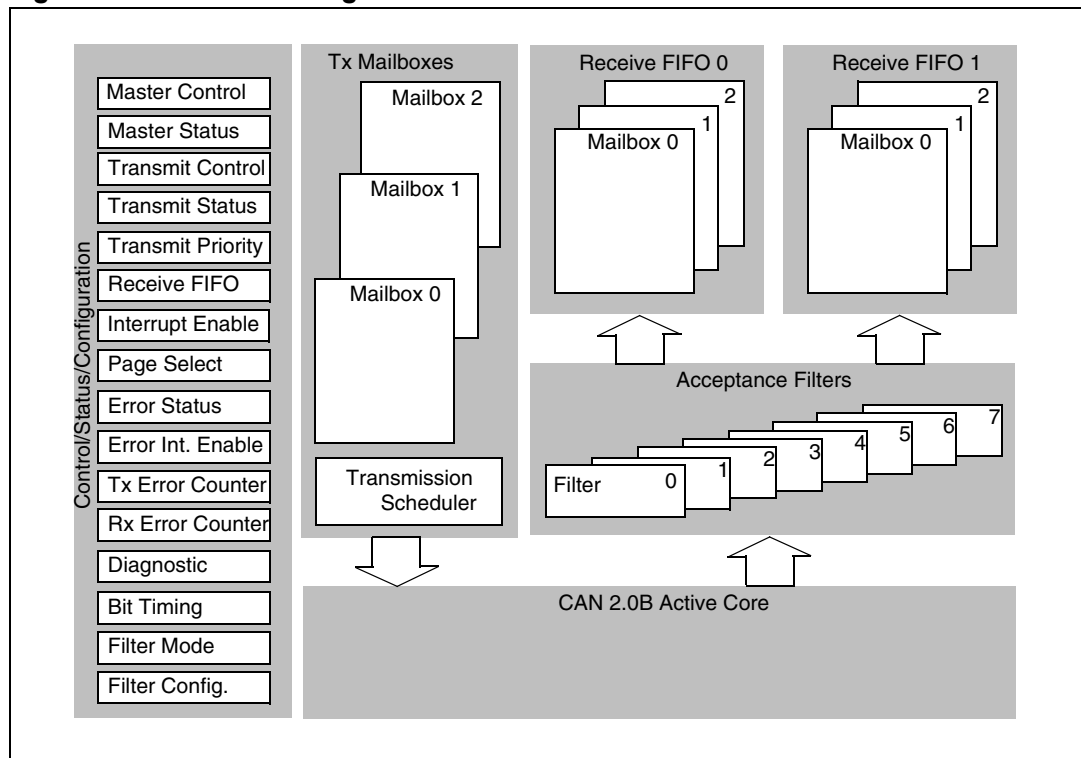 Control/Status/Configuration
Master Control
Master Status
Transmit Control
Transmit Status
Transmit Priority
Receive FIFO
Interrupt Enable
Page Select
Error Status
Error Int. Enable
Tx Error Counter
Rx Error Counter
Diagnostic
Bit Timing
Filter Mode
Filter Config.
Tx Mailboxes
Mailbox 2
Mailbox 1
Mailbox 0
Transmission
Scheduler
Receive FIFO 0
2
1
Mailbox 0
Receive FIFO 1
2
1
Mailbox 0
Acceptance Filters
Filter 0
1
2
3
4
5
6
7
CAN 2.0B Active Core